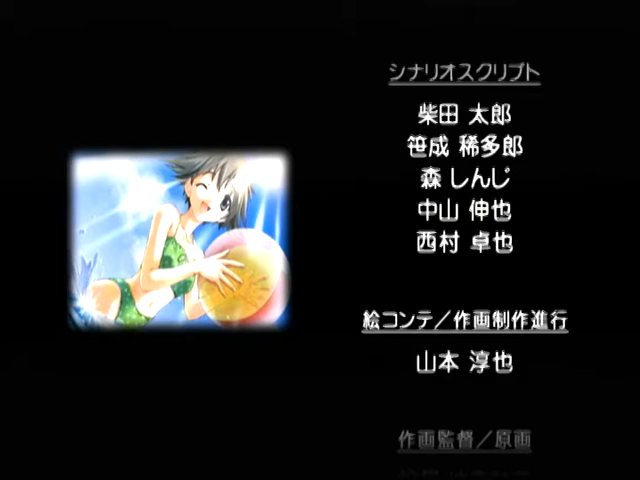 シナリオスクリプト
柴田 太郎
笹成 稀多郎
森 しんじ
中山 伸也
西村 卓也
絵コンテ／作画制作進行
山本 淳也
作画監督／原画